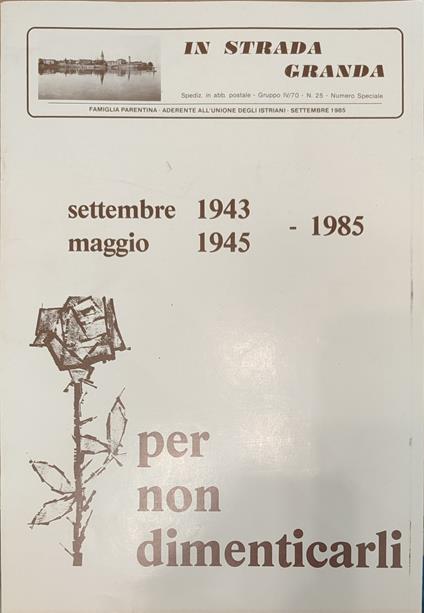 IN STRADA
GRANDA
Spediz. in abb. postale - Gruppo IV/70 - N. 25 - Numero Speciale
FAMIGLIA PARENTINA - ADERENTE ALL'UNIONE DEGLI ISTRIANI - SETTEMBRE 1985
settembre 1943
maggio 1945
- 1985
per
non
dimenticarli